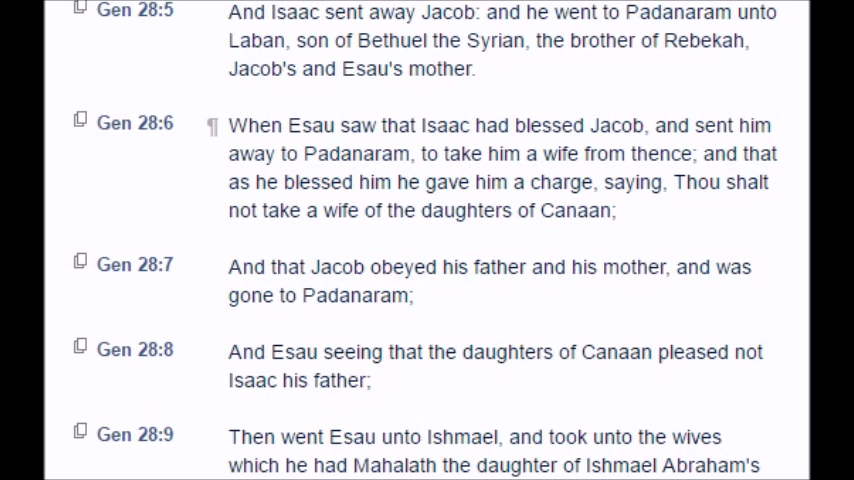 Gen 28:5 And Isaac sent away Jacob: and he went to Padanaram unto
Laban, son of Bethuel the Syrian, the brother of Rebekah,
Jacob's and Esau's mother.
Gen 28:6 ¶ When Esau saw that Isaac had blessed Jacob, and sent him
away to Padanaram, to take him a wife from thence; and that
as he blessed him he gave him a charge, saying, Thou shalt
not take a wife of the daughters of Canaan;
Gen 28:7 And that Jacob obeyed his father and his mother, and was
gone to Padanaram;
Gen 28:8 And Esau seeing that the daughters of Canaan pleased not
Isaac his father;
Gen 28:9 Then went Esau unto Ishmael, and took unto the wives
which he had Mahalath the daughter of Ishmael Abraham's